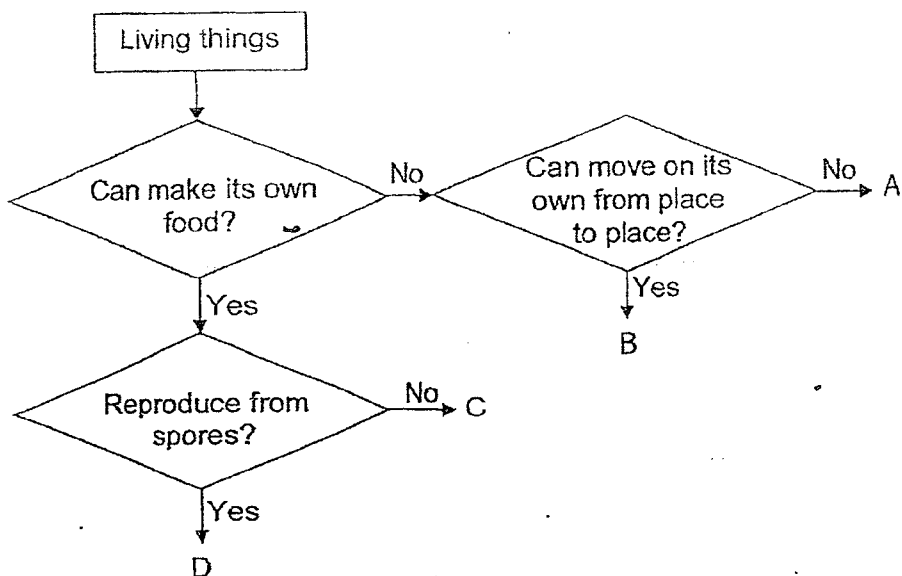 Living things
Can make its own
food?
No
Can move on its
own from place
to place?
No
A
Yes
B
Yes
Reproduce from
spores?
No
C
Yes
D